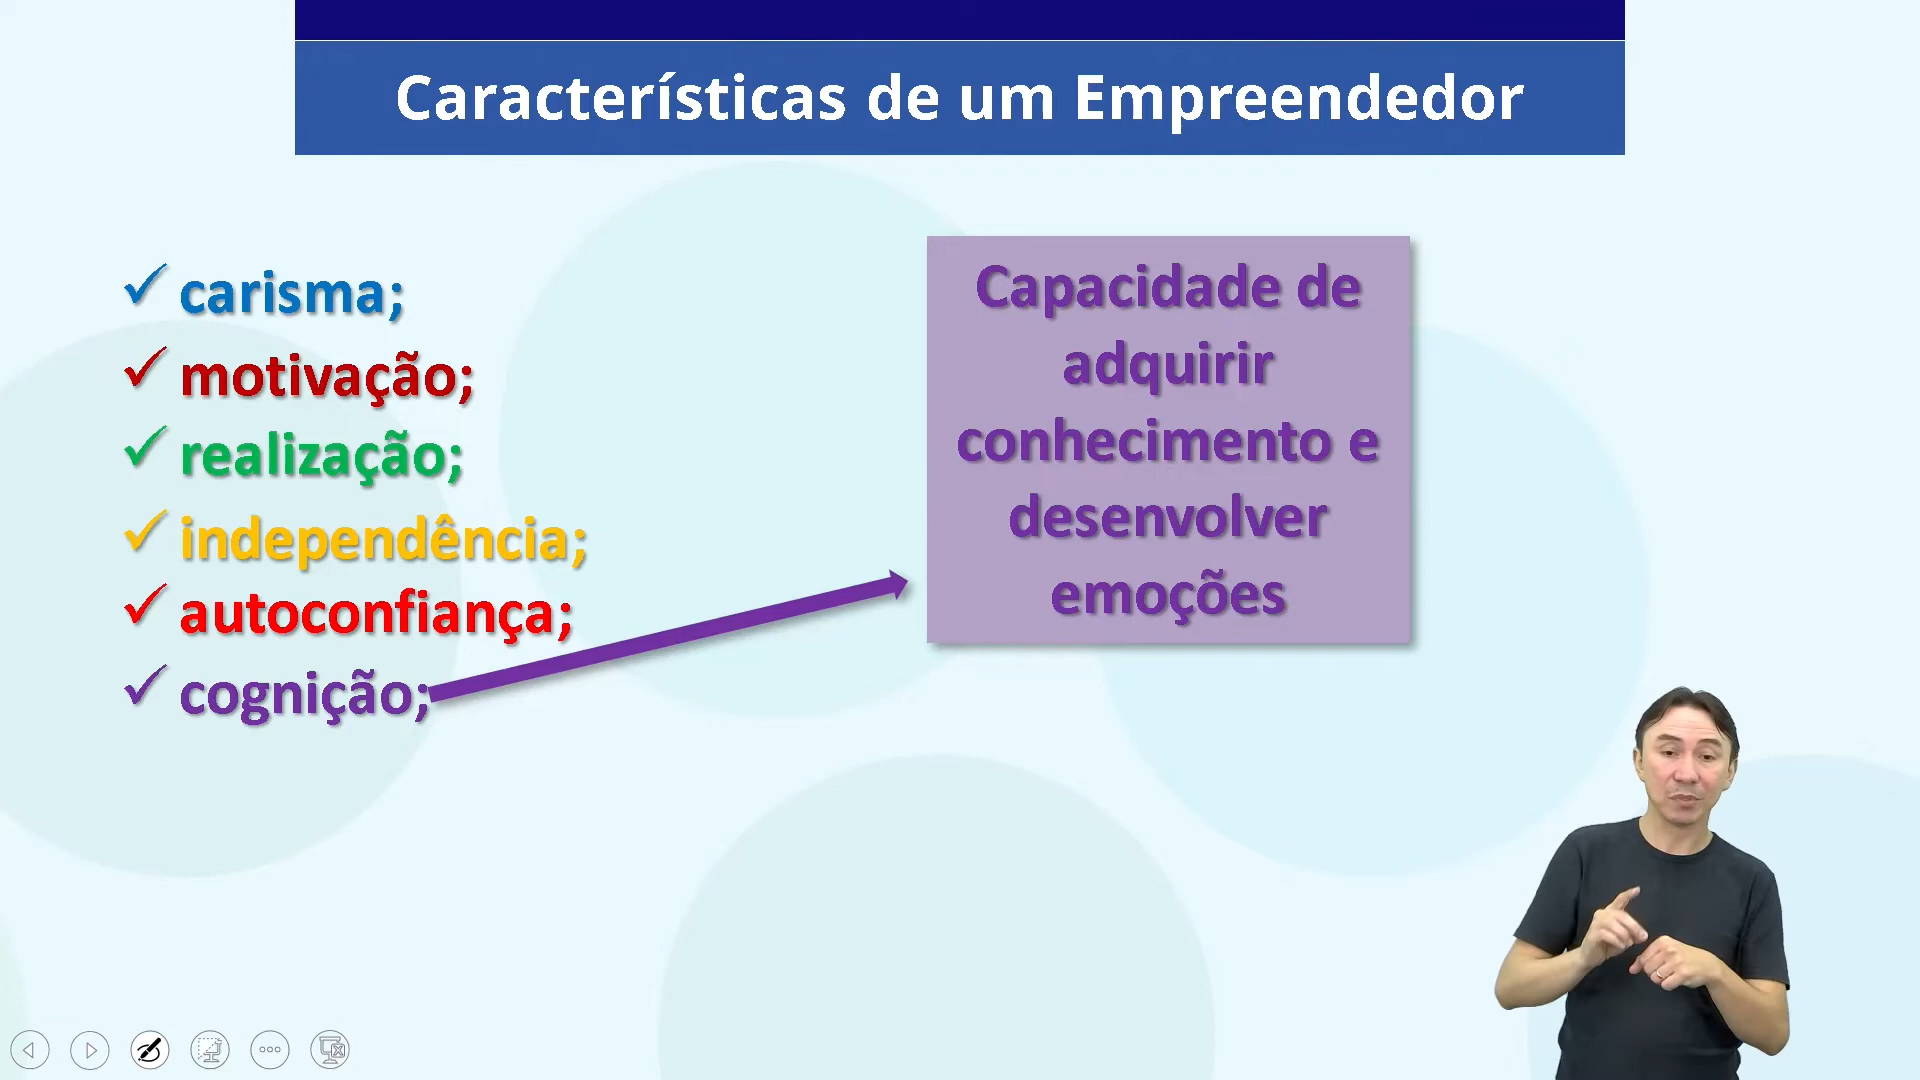 Características de um Empreendedor
carisma;
motivação;
realização;
independência;
autoconfiança;
cognição;
Capacidade de
adquirir
conhecimento e
desenvolver
emoções